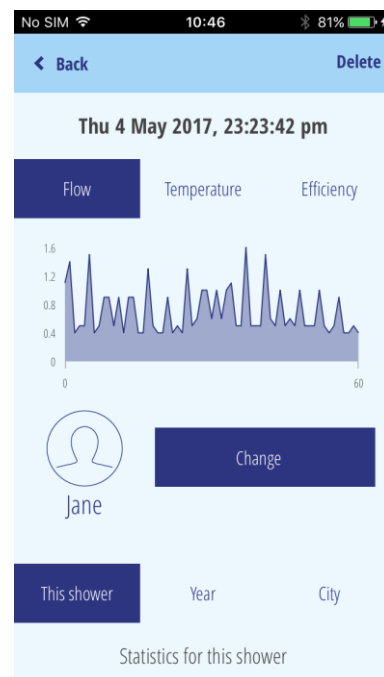 No SIM 10:46 81%
Back Delete
Thu 4 May 2017, 23:23:42 pm
Flow Temperature Efficiency
1.6
1.2
0.8
0.4
0
0 60
Change
Jane
This shower Year City
Statistics for this shower